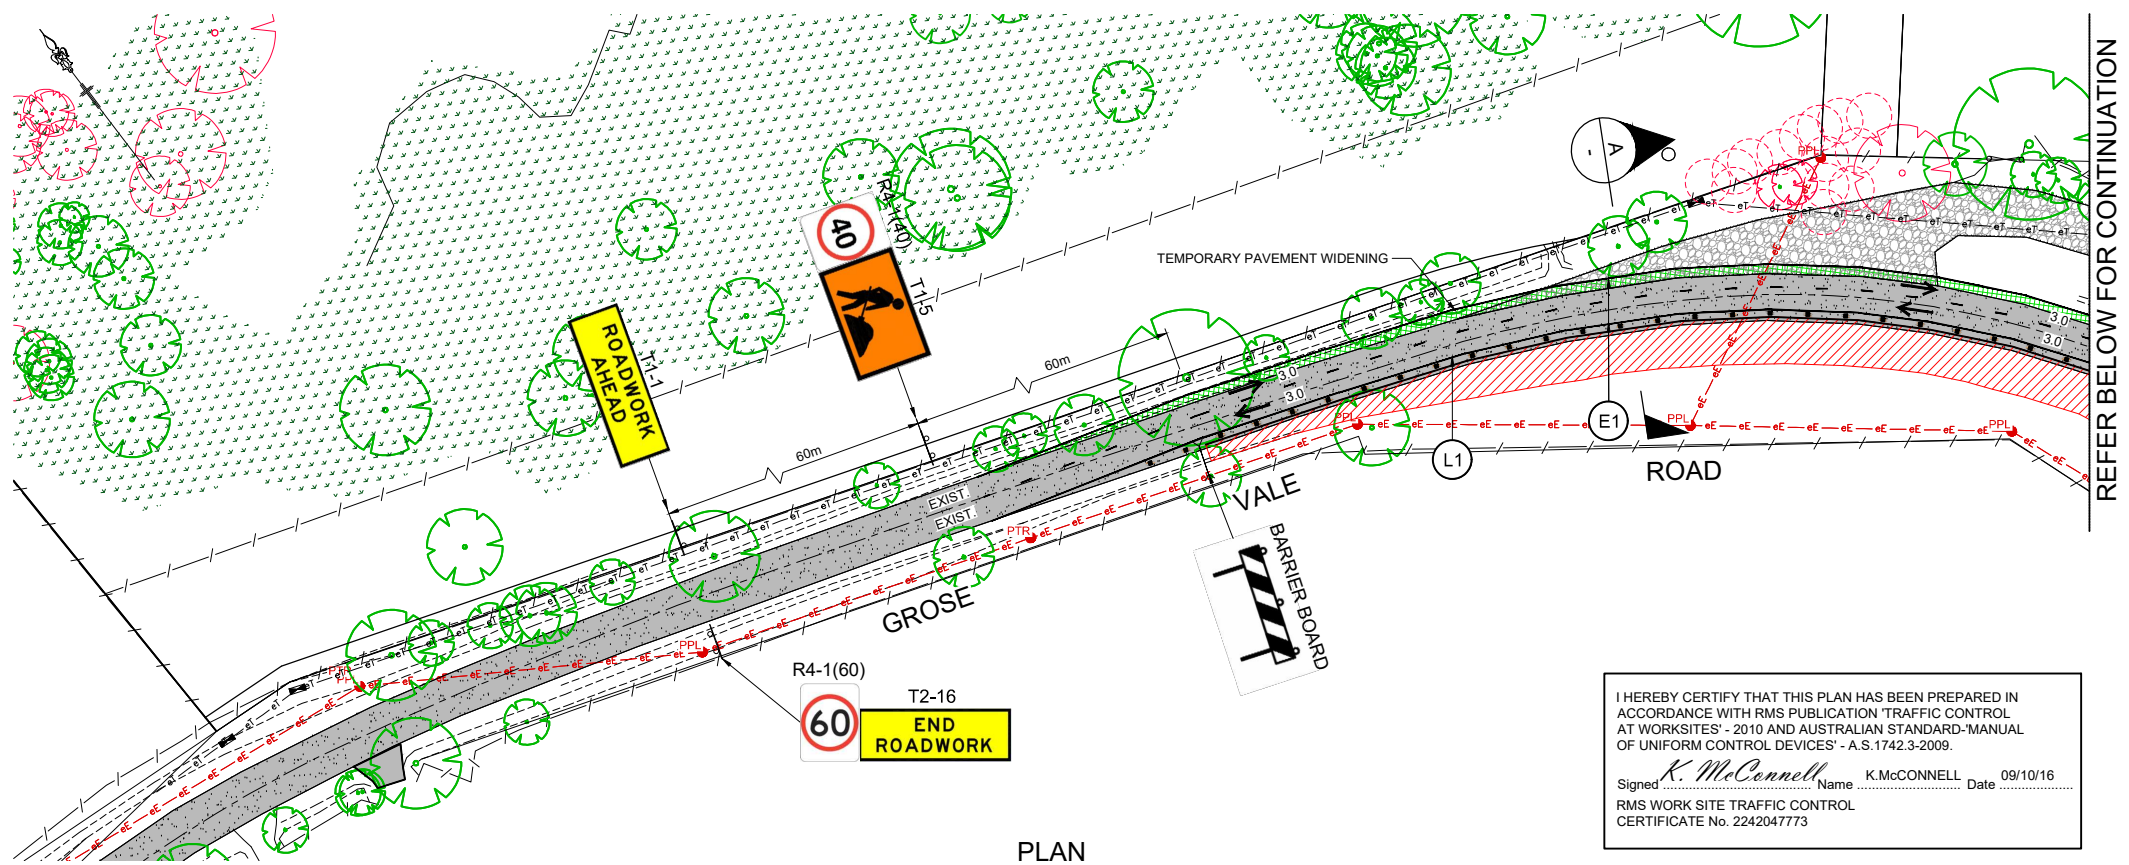 REFER BELOW FOR CONTINUATION
A
-
PPL
TEMPORARY PAVEMENT WIDENING
R4-1(40)
40
T1-5
T1-1
ROADWORK
AHEAD
60m
60m
3.0
3.0
3.0
3.0
EXIST.
EXIST.
E1
L1
PPL
PPL
PPL
PTR
PPL
GROSE
VALE
ROAD
BARRIER BOARD
R4-1(60)
60
T2-16
END
ROADWORK
I HEREBY CERTIFY THAT THIS PLAN HAS BEEN PREPARED IN
ACCORDANCE WITH RMS PUBLICATION 'TRAFFIC CONTROL
AT WORKSITES' - 2010 AND AUSTRALIAN STANDARD-'MANUAL
OF UNIFORM CONTROL DEVICES' - A.S.1742.3-2009.
Signed K. McConnell Name K.McCONNELL Date 09/10/16
RMS WORK SITE TRAFFIC CONTROL
CERTIFICATE No. 2242047773
PLAN